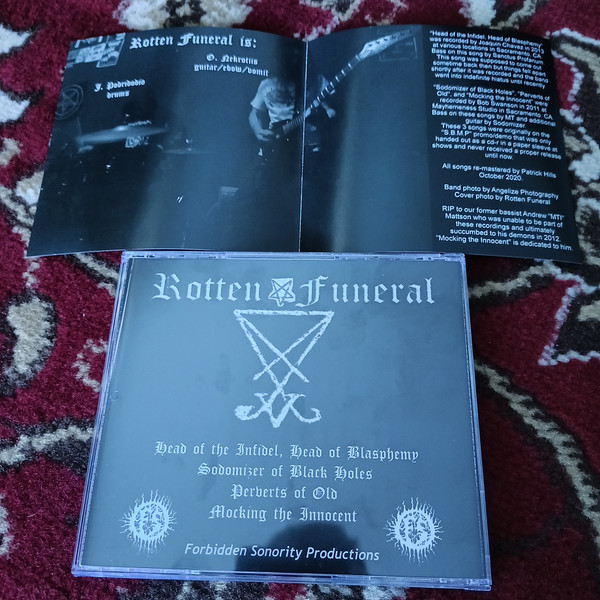 Rotten Funeral is:
O. Nekrotiis
guitar/ebow/vomit
J. Podridodio
drums
"Head of the Infidel, Head of Blasphemy"
was recorded by Joaquin Chavez in 2013
at various locations in Sacramento, CA.
Bass on this song by Sanctus Profanum
This song was supposed to come out
sometime back then but things fell apart
shortly after it was recorded and the band
went into indefinite hiatus until recently
"Sodomizer of Black Holes", "Perverts of
Old", and "Mocking the Innocent" were
recorded by Bob Swanson in 2011 at
Mayhemeness Studio in Sacramento, CA.
Bass on these songs by MT and additional
guitar by Sodomizer.
These 3 songs were originally on the
"S.B.M.P" promo/demo that was only
handed out as a cd-r in a paper sleeve at
shows and never received a proper release
until now.
All songs re-mastered by Patrick Hills
October 2020.
Band photo by Angelize Photography
Cover photo by Rotten Funeral
RIP to our former bassist Andrew "MTI"
Mattson who was unable to be part of
these recordings and ultimately
succumbed to his demons in 2012.
"Mocking the Innocent" is dedicated to him.
Rotten Funeral
Head of the Infidel, Head of Blasphemy
Sodomizer of Black Holes
Perverts of Old
Mocking the Innocent
Forbidden Sonority Productions